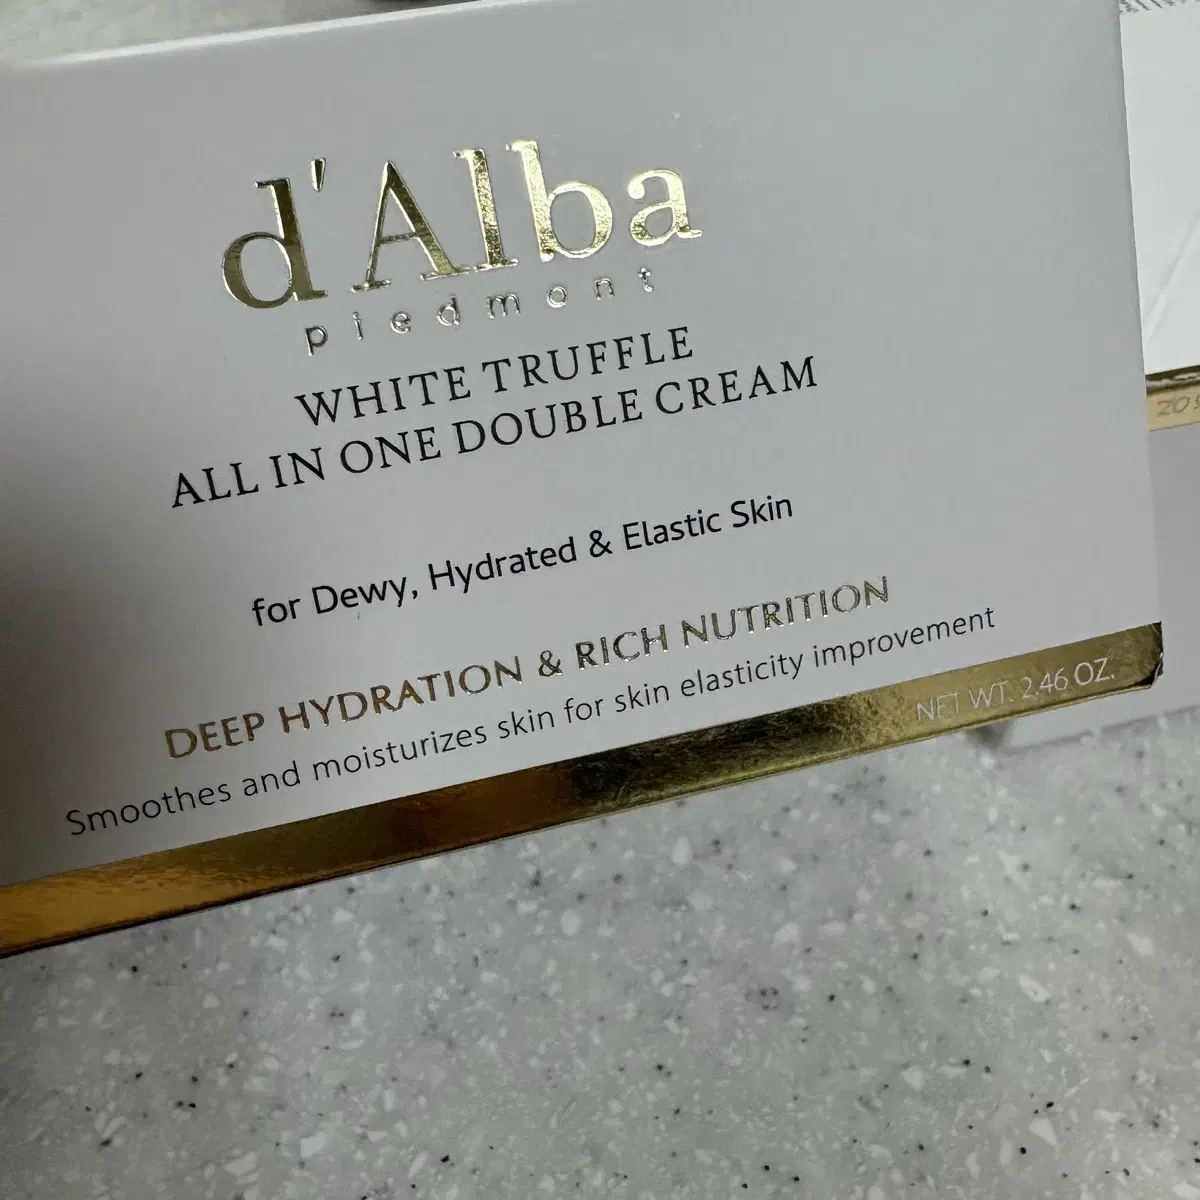 d'Alba
piedmont
WHITE TRUFFLE
ALL IN ONE DOUBLE CREAM
for Dewy, Hydrated & Elastic Skin
DEEP HYDRATION & RICH NUTRITION
Smoothes and moisturizes skin for skin elasticity improvement
NET WT. 2.46 OZ.